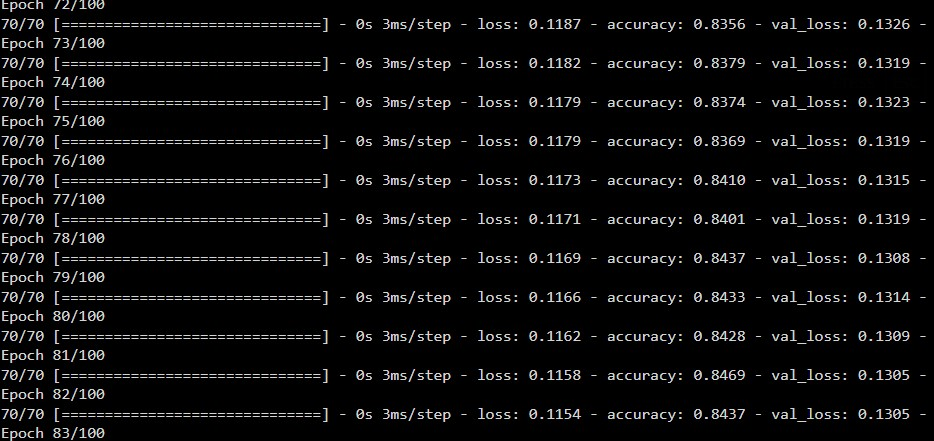 Epoch 72/100
70/70 [==============================] - 0s 3ms/step - loss: 0.1187 - accuracy: 0.8356 - val_loss: 0.1326 -
Epoch 73/100
70/70 [==============================] - 0s 3ms/step - loss: 0.1182 - accuracy: 0.8379 - val_loss: 0.1319 -
Epoch 74/100
70/70 [==============================] - 0s 3ms/step - loss: 0.1179 - accuracy: 0.8374 - val_loss: 0.1323 -
Epoch 75/100
70/70 [==============================] - 0s 3ms/step - loss: 0.1179 - accuracy: 0.8369 - val_loss: 0.1319 -
Epoch 76/100
70/70 [==============================] - 0s 3ms/step - loss: 0.1173 - accuracy: 0.8410 - val_loss: 0.1315 -
Epoch 77/100
70/70 [==============================] - 0s 3ms/step - loss: 0.1171 - accuracy: 0.8401 - val_loss: 0.1319 -
Epoch 78/100
70/70 [==============================] - 0s 3ms/step - loss: 0.1169 - accuracy: 0.8437 - val_loss: 0.1308 -
Epoch 79/100
70/70 [==============================] - 0s 3ms/step - loss: 0.1166 - accuracy: 0.8433 - val_loss: 0.1314 -
Epoch 80/100
70/70 [==============================] - 0s 3ms/step - loss: 0.1162 - accuracy: 0.8428 - val_loss: 0.1309 -
Epoch 81/100
70/70 [==============================] - 0s 3ms/step - loss: 0.1158 - accuracy: 0.8469 - val_loss: 0.1305 -
Epoch 82/100
70/70 [==============================] - 0s 3ms/step - loss: 0.1154 - accuracy: 0.8437 - val_loss: 0.1305 -
Epoch 83/100